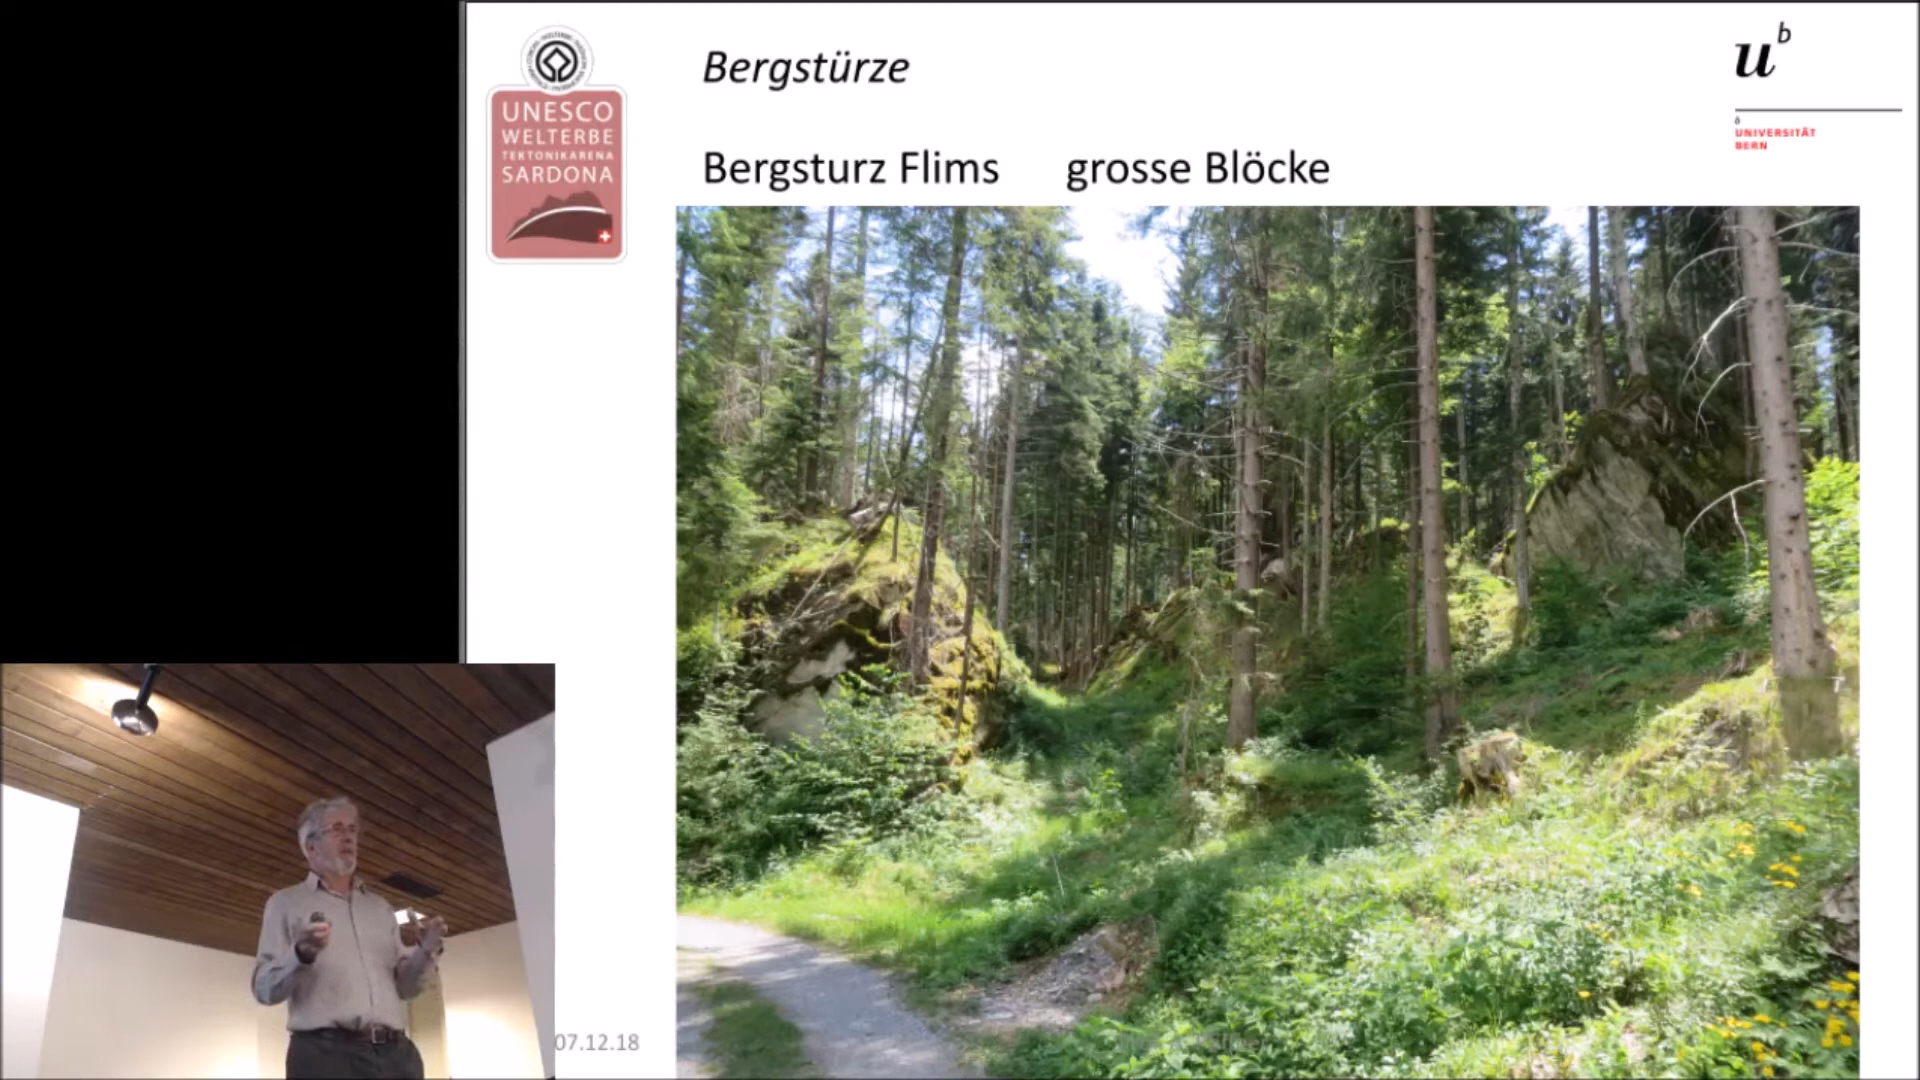 Bergstürze
Bergsturz Flims grosse Blöcke
UNESCO
WELTERBE
TEKTONIKARENA
SARDONA
u b
b
UNIVERSITÄT
BERN
07.12.18